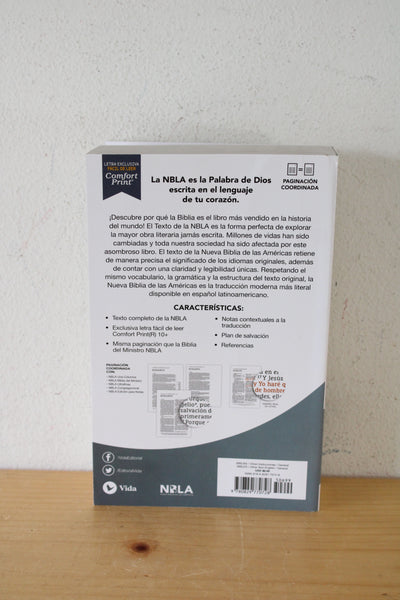 LETRA EXCLUSIVA
FÁCIL DE LEER
Comfort
Print®
PAGINACIÓN
COORDINADA
La NBLA es la Palabra de Dios
escrita en el lenguaje
de tu corazón.
¡Descubre por qué la Biblia es el libro más vendido en la historia
del mundo! El Texto de la NBLA es la forma perfecta de explorar
la mayor obra literaria jamás escrita. Millones de vidas han sido
cambiadas y toda nuestra sociedad ha sido afectada por este
asombroso libro. El texto de la Nueva Biblia de las Américas retiene
de manera precisa el significado de los idiomas originales, además
de contar con una claridad y legibilidad únicas. Respetando el
mismo vocabulario, la gramática y la estructura del texto original, la
Nueva Biblia de las Américas es la traducción moderna más literal
disponible en español latinoamericano.
CARACTERÍSTICAS:
• Texto completo de la NBLA
• Exclusiva letra fácil de leer
Comfort Print(R) 10+
• Misma paginación que la Biblia
del Ministro NBLA
• Notas contextuales a la
traducción
• Plan de salvación
• Referencias
PAGINACIÓN
COORDINADA
CON:
/VidaEditorial
/EditorialVida
Vida
NBLA
50699